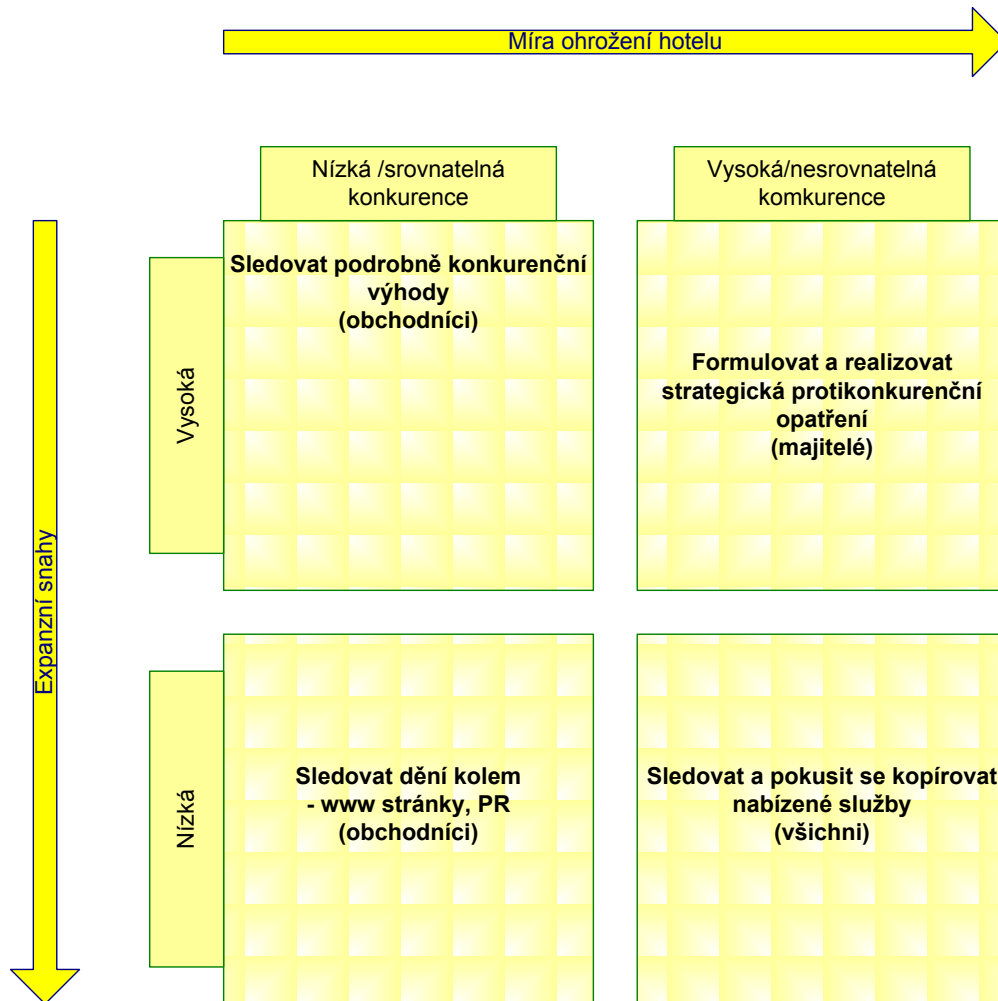 Míra ohrožení hotelu
Nízká /srovnatelná
konkurence
Vysoká/nesrovnatelná
komkurence
Expanzní snahy
Vysoká
Sledovat podrobně konkurenční
výhody
(obchodníci)
Formulovat a realizovat
strategická protikonkurenční
opatření
(majitelé)
Nízká
Sledovat dění kolem
- www stránky, PR
(obchodníci)
Sledovat a pokusit se kopírovat
nabízené služby
(všichni)